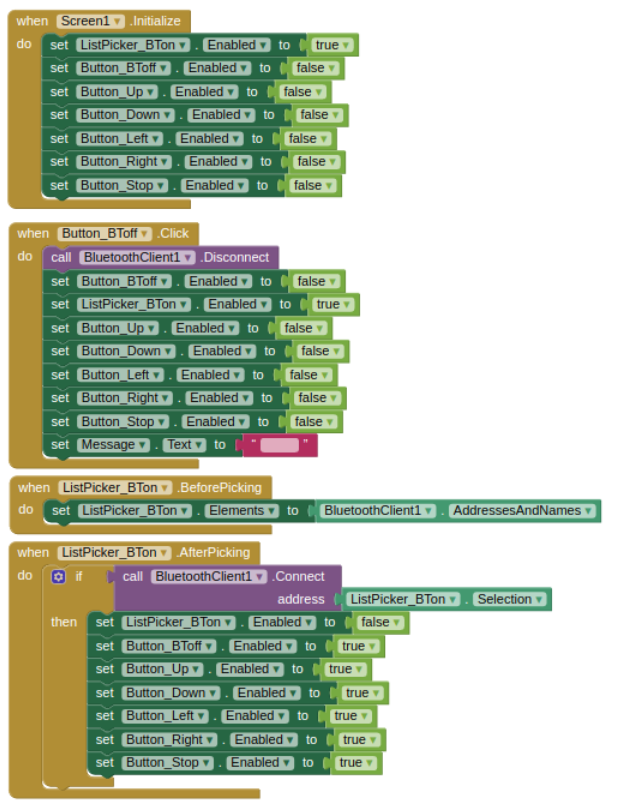 when Screen1 .Initialize
do set ListPicker_BTon . Enabled to true
set Button_BToff . Enabled to false
set Button_Up . Enabled to false
set Button_Down . Enabled to false
set Button_Left . Enabled to false
set Button_Right . Enabled to false
set Button_Stop . Enabled to false
when Button_BToff .Click
do call BluetoothClient1 .Disconnect
set Button_BToff . Enabled to false
set ListPicker_BTon . Enabled to true
set Button_Up . Enabled to false
set Button_Down . Enabled to false
set Button_Left . Enabled to false
set Button_Right . Enabled to false
set Button_Stop . Enabled to false
set Message . Text to " "
when ListPicker_BTon .BeforePicking
do set ListPicker_BTon . Elements to BluetoothClient1 . AddressesAndNames
when ListPicker_BTon .AfterPicking
do if call BluetoothClient1 .Connect
address ListPicker_BTon . Selection
then set ListPicker_BTon . Enabled to false
set Button_BToff . Enabled to true
set Button_Up . Enabled to true
set Button_Down . Enabled to true
set Button_Left . Enabled to true
set Button_Right . Enabled to true
set Button_Stop . Enabled to true